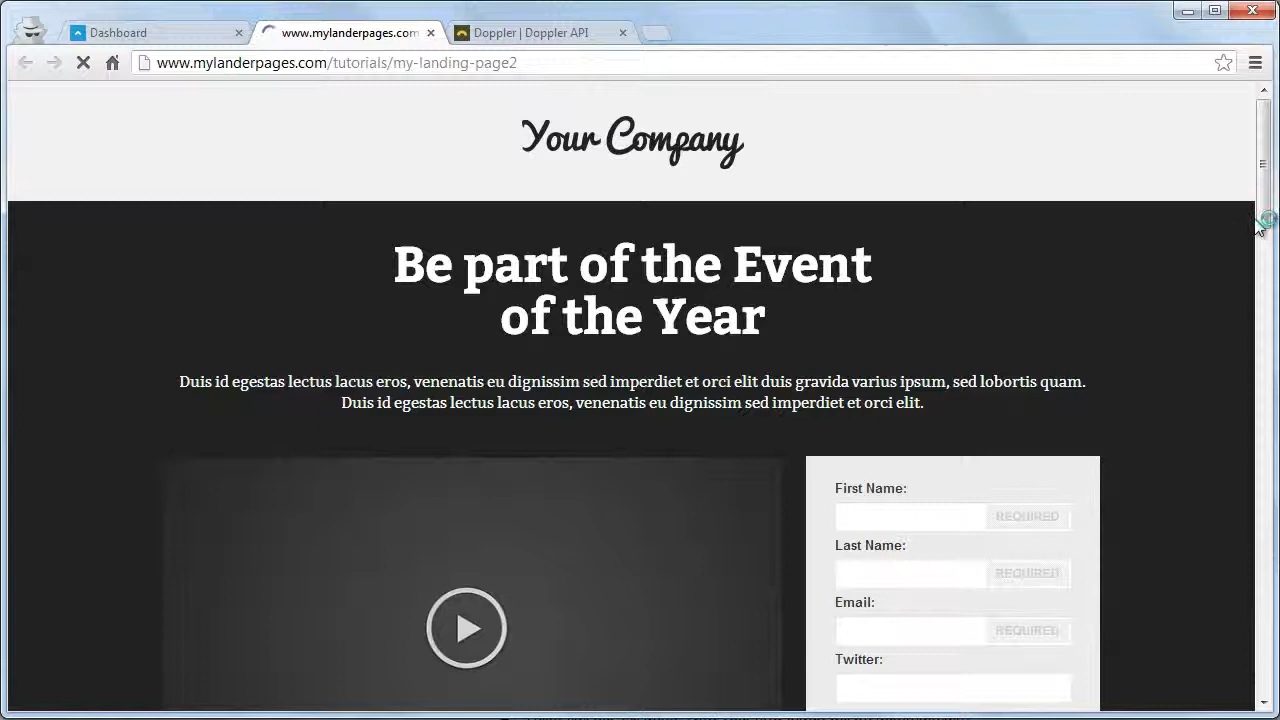 Dashboard
www.mylanderpages.com
Doppler | Doppler API
www.mylanderpages.com/tutorials/my-landing-page2
Your Company
Be part of the Event
of the Year
Duis id egestas lectus lacus eros, venenatis eu dignissim sed imperdiet et orci elit duis gravida varius ipsum, sed lobortis quam.
Duis id egestas lectus lacus eros, venenatis eu dignissim sed imperdiet et orci elit.
First Name:
REQUIRED
Last Name:
REQUIRED
Email:
REQUIRED
Twitter: